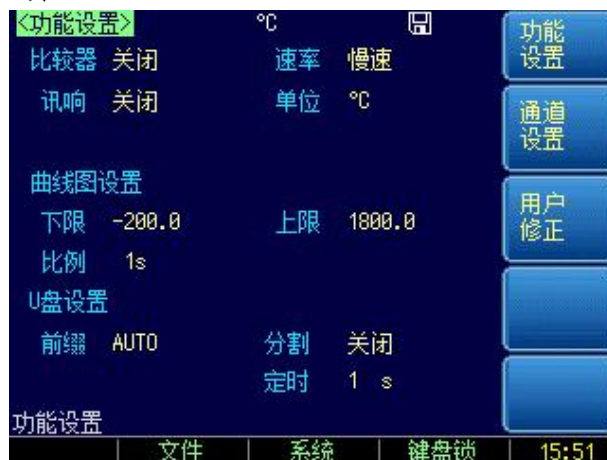 <功能设置> ℃
功能
设置
比较器 关闭 速率 慢速
讯响 关闭 单位 ℃
通道
设置
曲线图设置
下限 -200.0 上限 1800.0
用户
修正
比例 1s
U盘设置
前缀 AUTO 分割 关闭
定时 1 s
功能设置
文件 系统 键盘锁 15:51